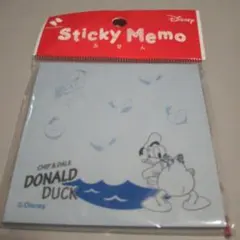 Disney
Sticky Memo
ふせん
CHIP & DALE
DONALD
DUCK
©Disney